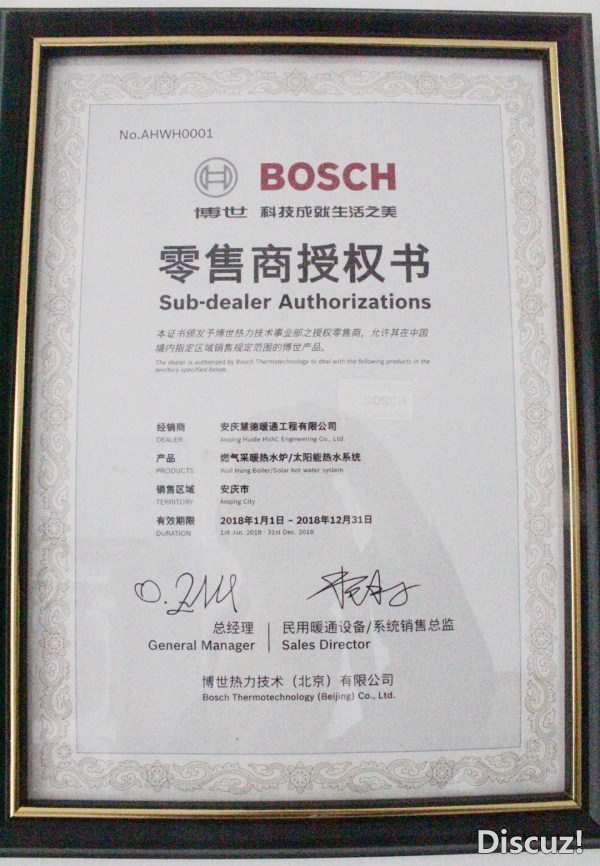 No.AHWH0001
BOSCH
博世 科技成就生活之美
零售商授权书
Sub-dealer Authorizations
本证书颁发予博世热力技术事业部之授权零售商，允许其在中国
境内指定区域销售规定范围的博世产品。
The dealer is authorized by Bosch Thermotechnology to deal with the following products in the
territory specified below.
BOSCH
经销商 安庆慧德暖通工程有限公司
DEALER Anqing Huide HVAC Engineering Co., Ltd.
产品 燃气采暖热水炉/太阳能热水系统
PRODUCTS Wall Hung Boiler/Solar hot water system
销售区域 安庆市
TERRITORY Anqing City
有效期限 2018年1月1日 - 2018年12月31日
DURATION 1st Jan. 2018 - 31st Dec. 2018
总经理 民用暖通设备/系统销售总监
General Manager Sales Director
博世热力技术（北京）有限公司
Bosch Thermotechnology (Beijing) Co., Ltd.
Discuz!